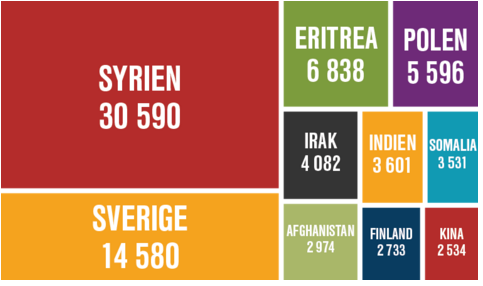 SYRIEN
30 590
SVERIGE
14 580
ERITREA
6 838
POLEN
5 596
IRAK
4 082
INDIEN
3 601
SOMALIA
3 531
AFGHANISTAN
2 974
FINLAND
2 733
KINA
2 534